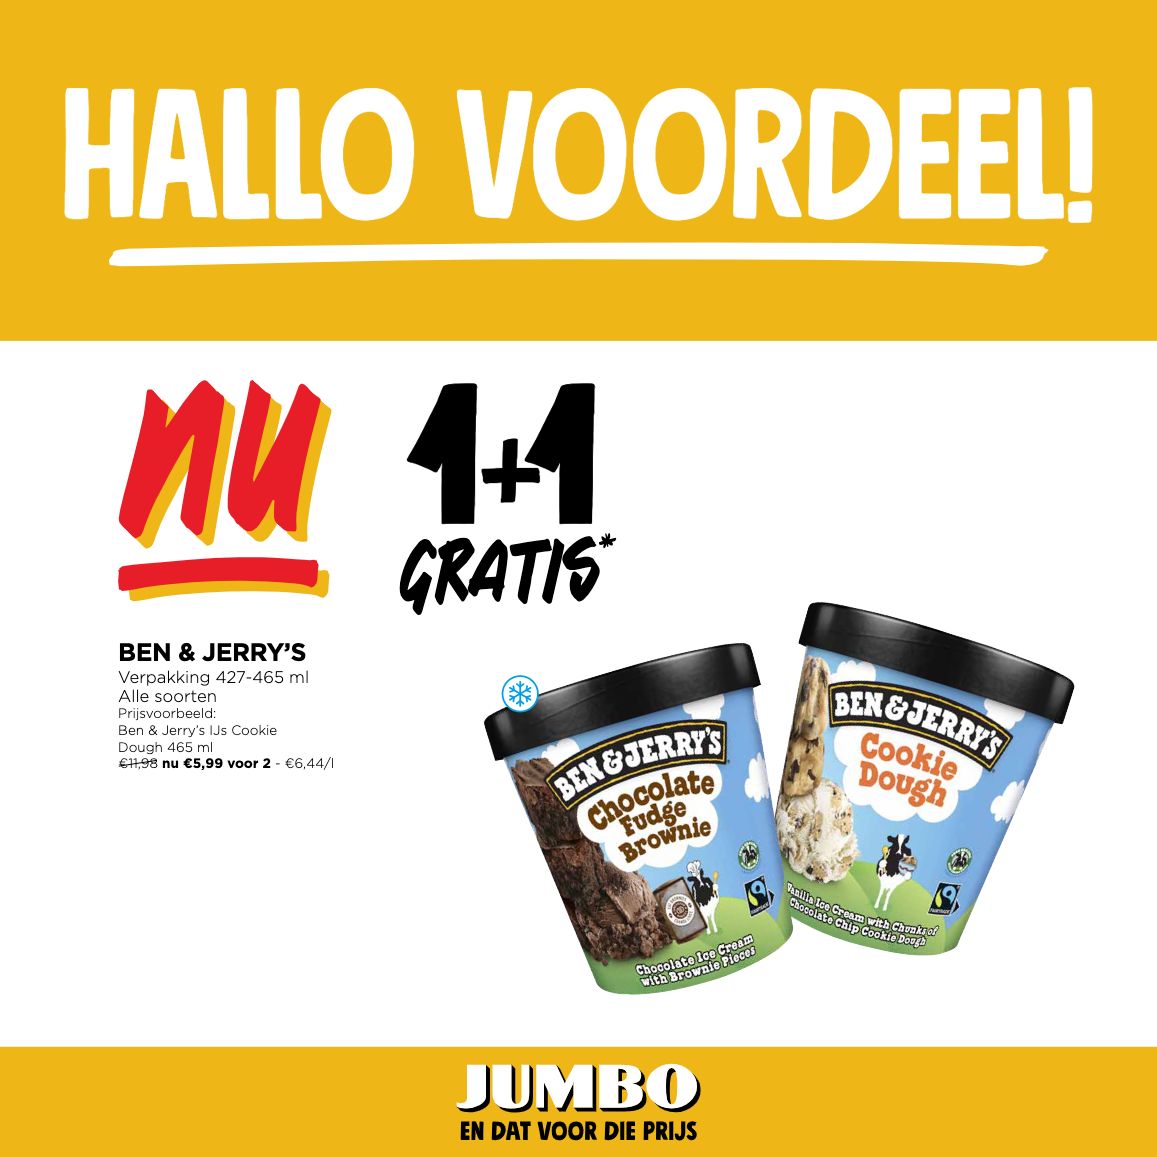 HALLO VOORDEEL!
nu
1+1
GRATIS*
BEN & JERRY'S
Verpakking 427-465 ml
Alle soorten
Prijsvoorbeeld:
Ben & Jerry's IJs Cookie
Dough 465 ml
€11,98 nu €5,99 voor 2 - €6,44/l
BEN & JERRY'S
Chocolate
Fudge
Brownie
FAIRTRADE
Chocolate Ice Cream
with Brownie Pieces
BEN & JERRY'S
Cookie
Dough
FAIRTRADE
Vanilla Ice Cream with Chunks of
Chocolate Chip Cookie Dough
JUMBO
EN DAT VOOR DIE PRIJS